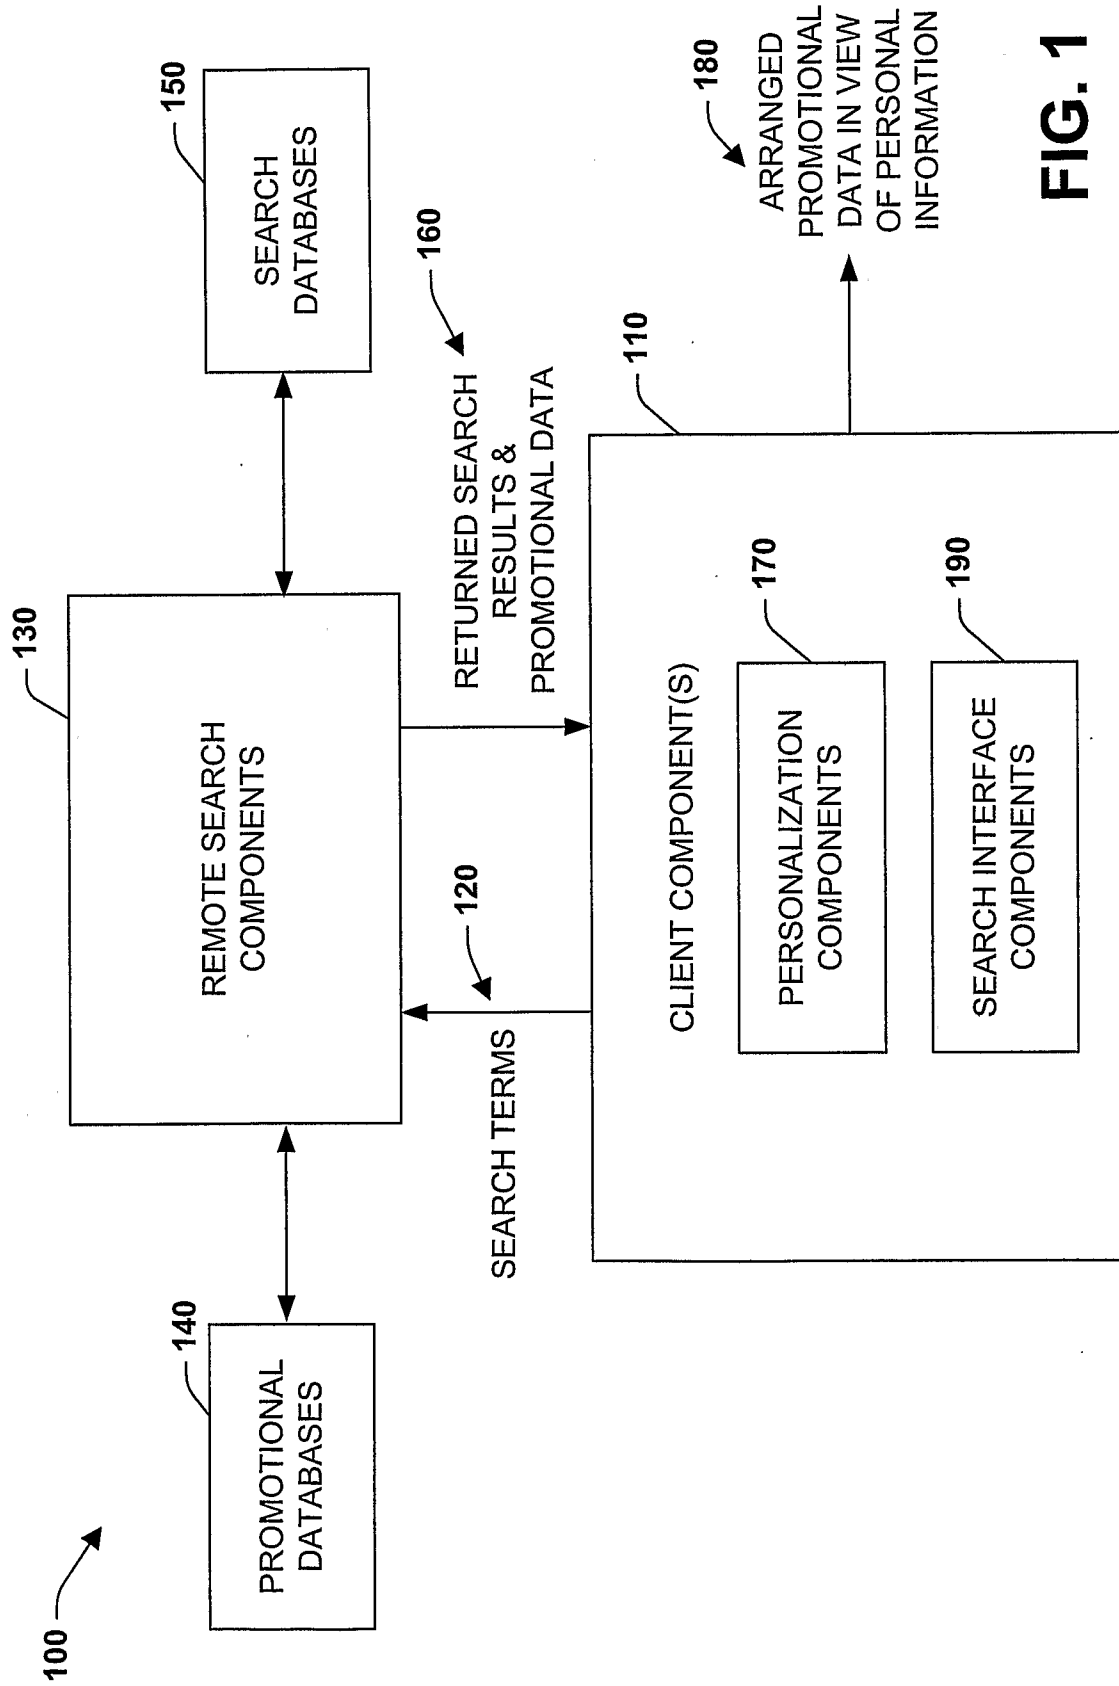 100
140
PROMOTIONAL
DATABASES
130
REMOTE SEARCH
COMPONENTS
150
SEARCH
DATABASES
SEARCH TERMS
120
RETURNED SEARCH
RESULTS &
PROMOTIONAL DATA
160
110
CLIENT COMPONENT(S)
PERSONALIZATION
COMPONENTS
170
SEARCH INTERFACE
COMPONENTS
190
180
ARRANGED
PROMOTIONAL
DATA IN VIEW
OF PERSONAL
INFORMATION
FIG. 1